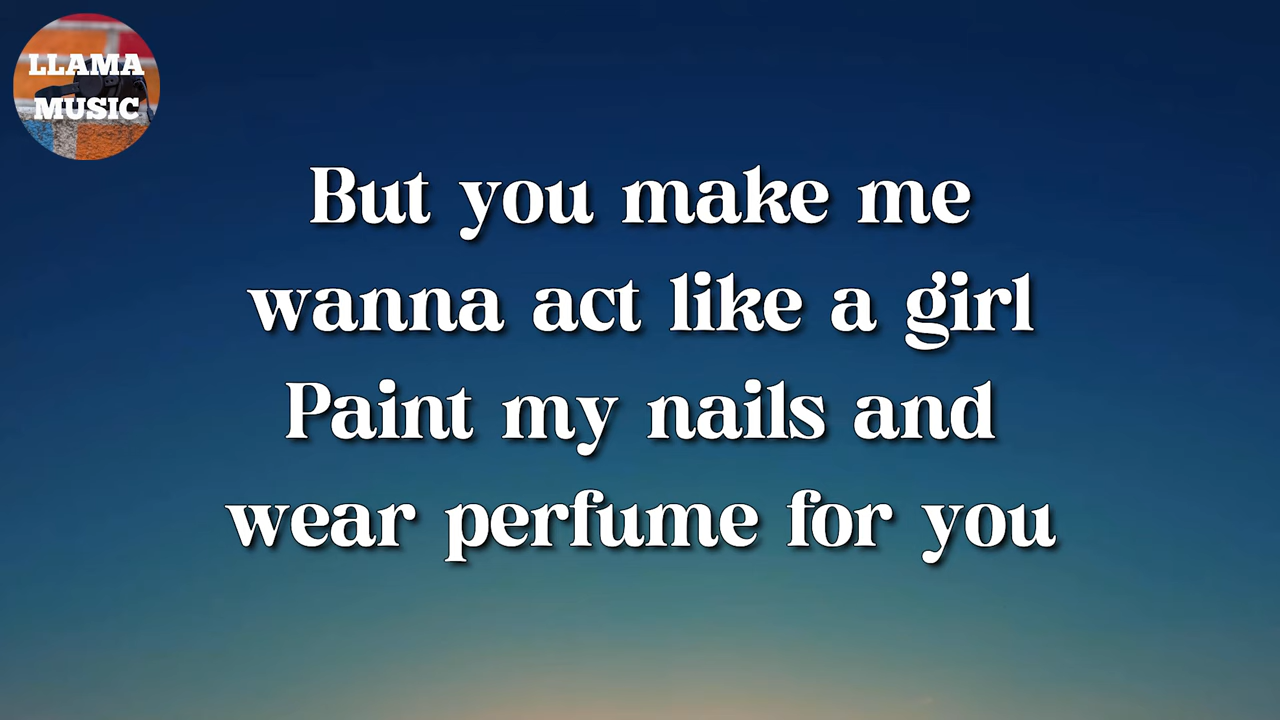 LLAMA
MUSIC
But you make me
wanna act like a girl
Paint my nails and
wear perfume for you